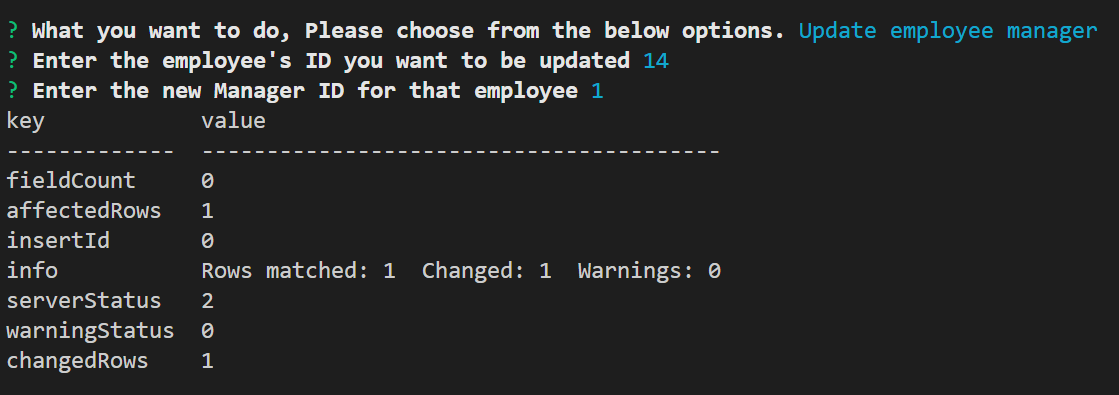 ? What you want to do, Please choose from the below options. Update employee manager
? Enter the employee's ID you want to be updated 14
? Enter the new Manager ID for that employee 1
key            value
-------------  ----------------------------------------
fieldCount     0
affectedRows   1
insertId       0
info           Rows matched: 1  Changed: 1  Warnings: 0
serverStatus   2
warningStatus  0
changedRows    1